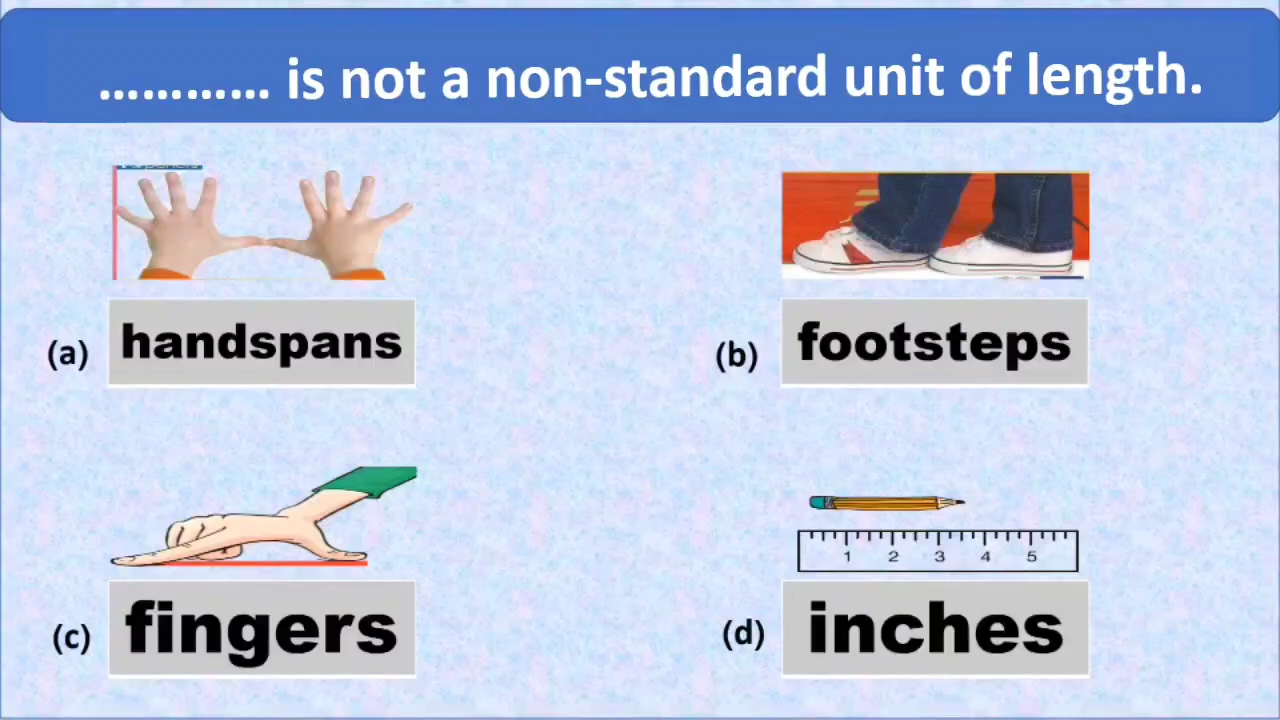 ………… is not a non-standard unit of length.
(a) handspans
(b) footsteps
1 2 3 4 5
(c) fingers
(d) inches